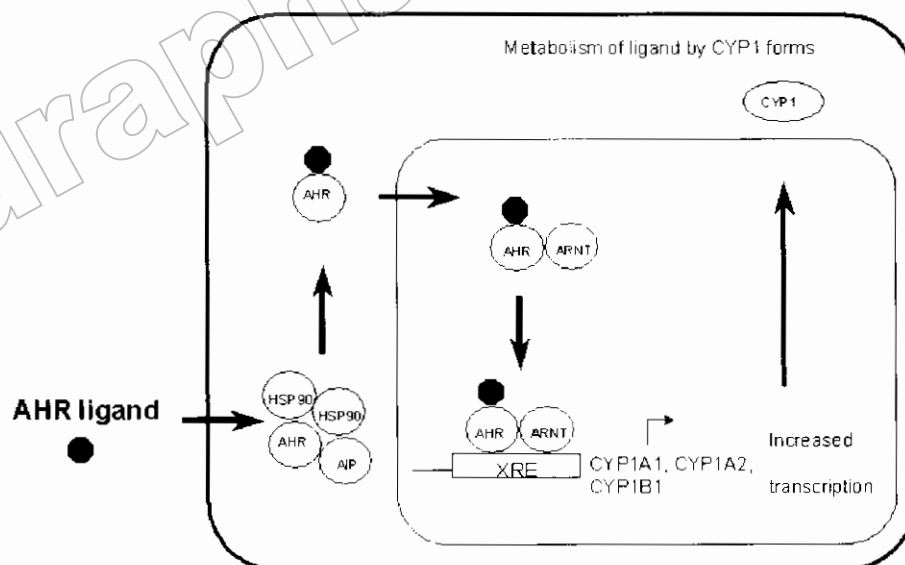 Metabolism of ligand by CYP1 forms
CYP1
AHR
AHR
ARNT
HSP90
HSP90
AHR
AIP
AHR ligand
AHR
ARNT
XRE
CYP1A1, CYP1A2,
CYP1B1
Increased
transcription